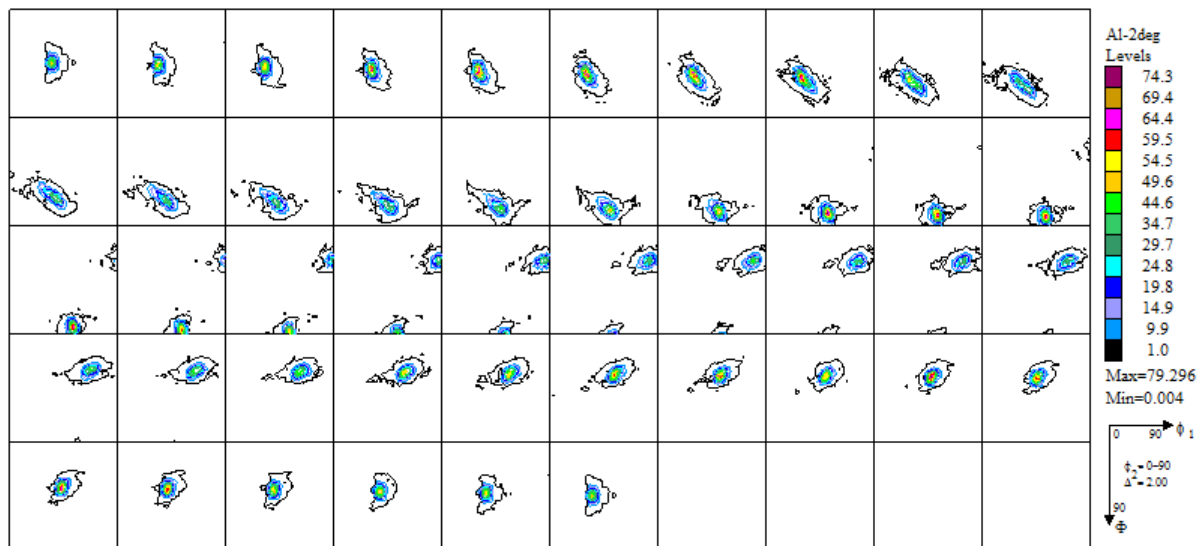 Al-2deg
Levels
74.3
69.4
64.4
59.5
54.5
49.6
44.6
34.7
29.7
24.8
19.8
14.9
9.9
1.0
Max=79.296
Min=0.004
0 90 ϕ 1
ϕ2= 0-90
Δ = 2.00
90
Φ